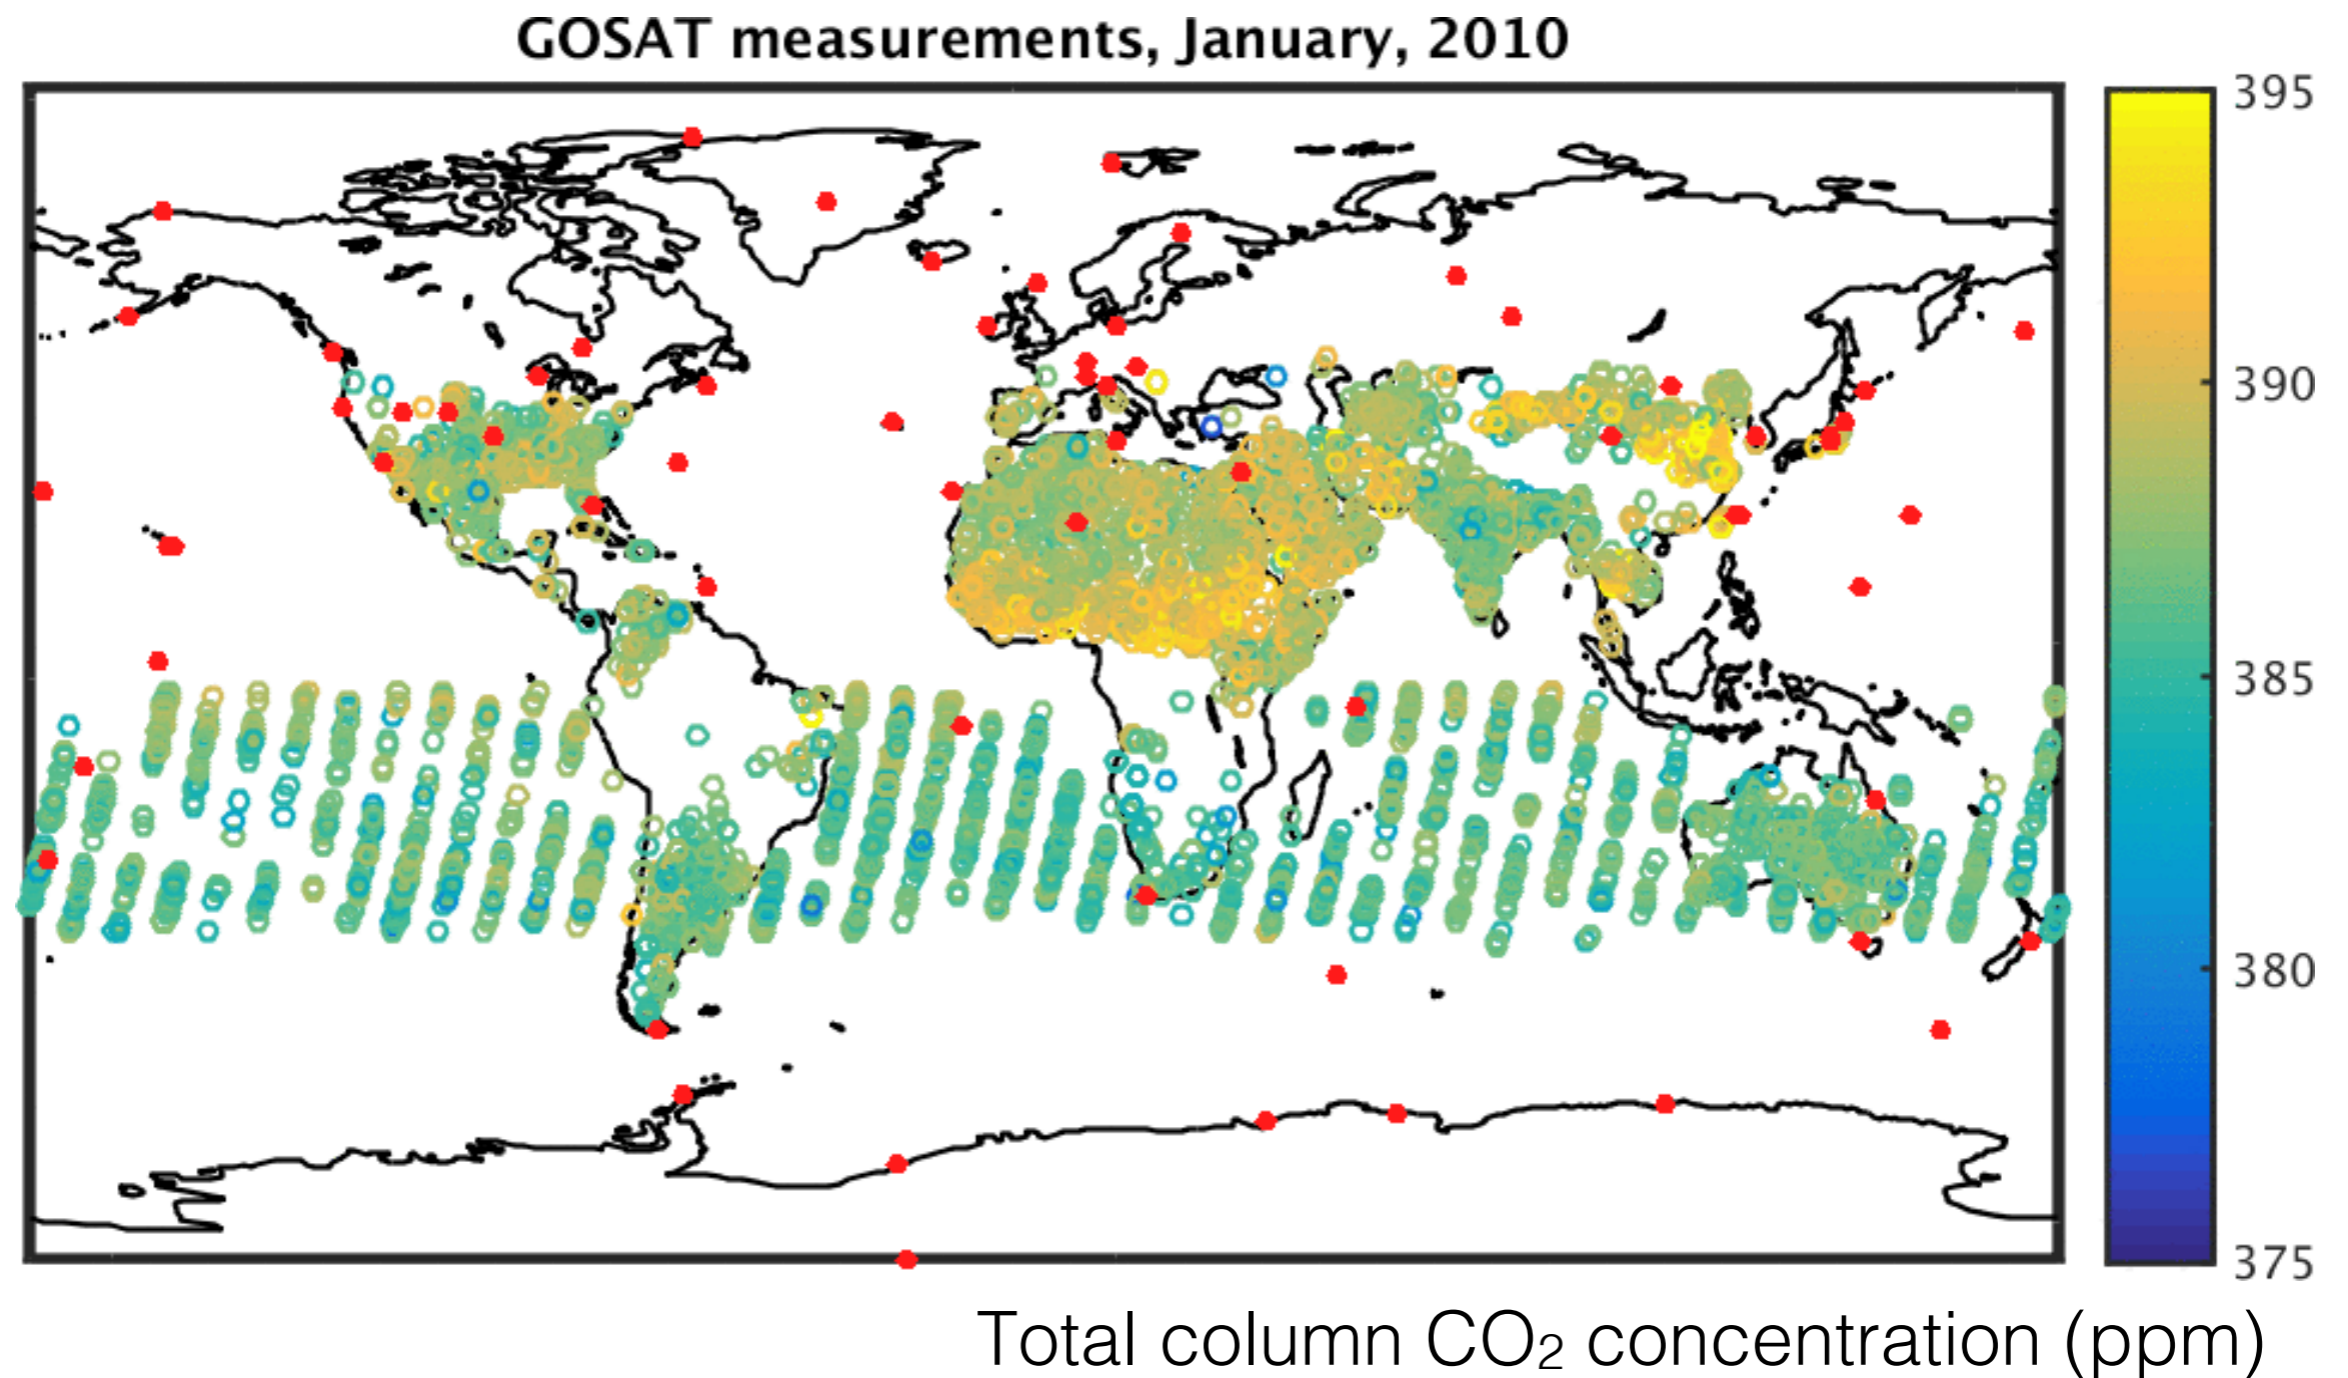 GOSAT measurements, January, 2010
395
390
385
380
375
Total column CO₂ concentration (ppm)